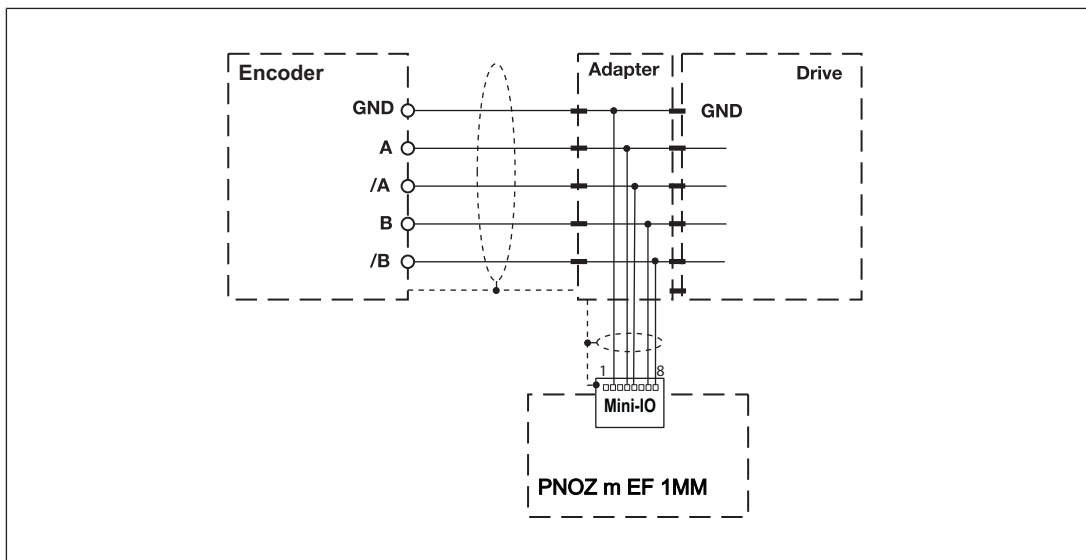 Encoder
Adapter
Drive
GND
GND
A
/A
B
/B
1
8
Mini-IO
PNOZ m EF 1MM